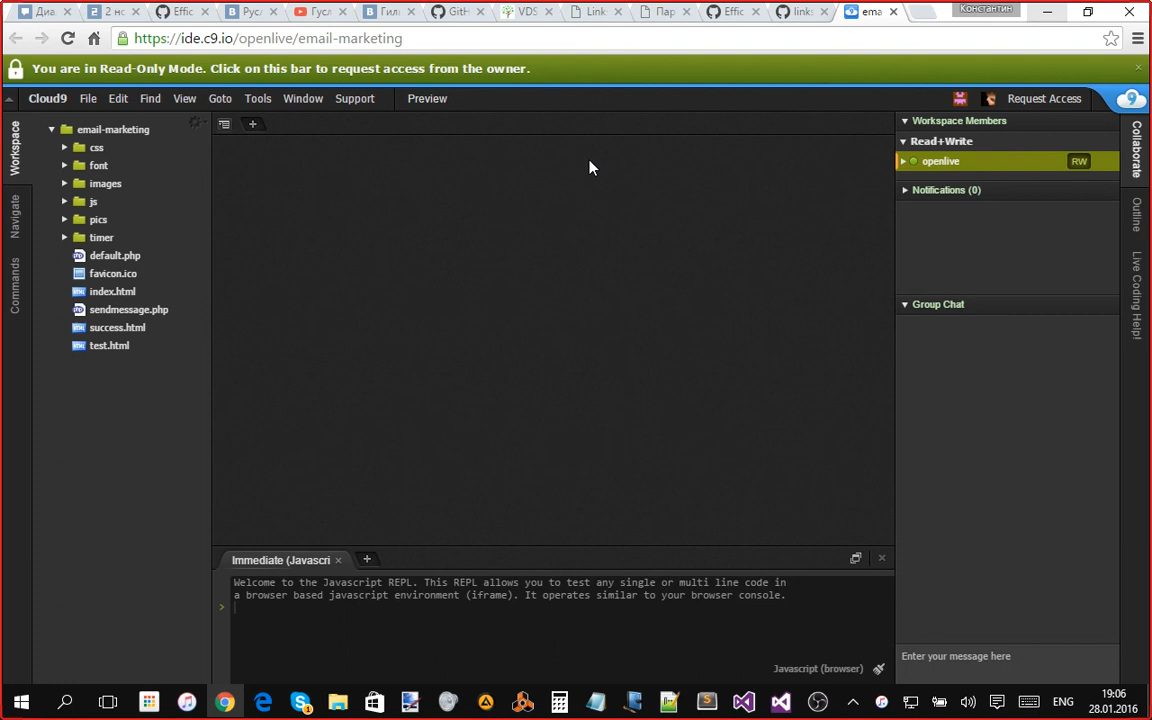 Диа
2 нс
Effic
Русл
Гусл
Гил
GitH
VDS
Link
Пар
Effic
links
ema
Константин
https://ide.c9.io/openlive/email-marketing
You are in Read-Only Mode. Click on this bar to request access from the owner.
Cloud9 File Edit Find View Goto Tools Window Support Preview Request Access
Workspace
Navigate
Commands
email-marketing
css
font
images
js
pics
timer
default.php
favicon.ico
index.html
sendmessage.php
success.html
test.html
Immediate (Javascri
Welcome to the Javascript REPL. This REPL allows you to test any single or multi line code in
a browser based javascript environment (iframe). It operates similar to your browser console.
>
Javascript (browser)
Workspace Members
Read+Write
openlive RW
Notifications (0)
Group Chat
Enter your message here
Collaborate
Outline
Live Coding Help!
ENG
19:06
28.01.2016